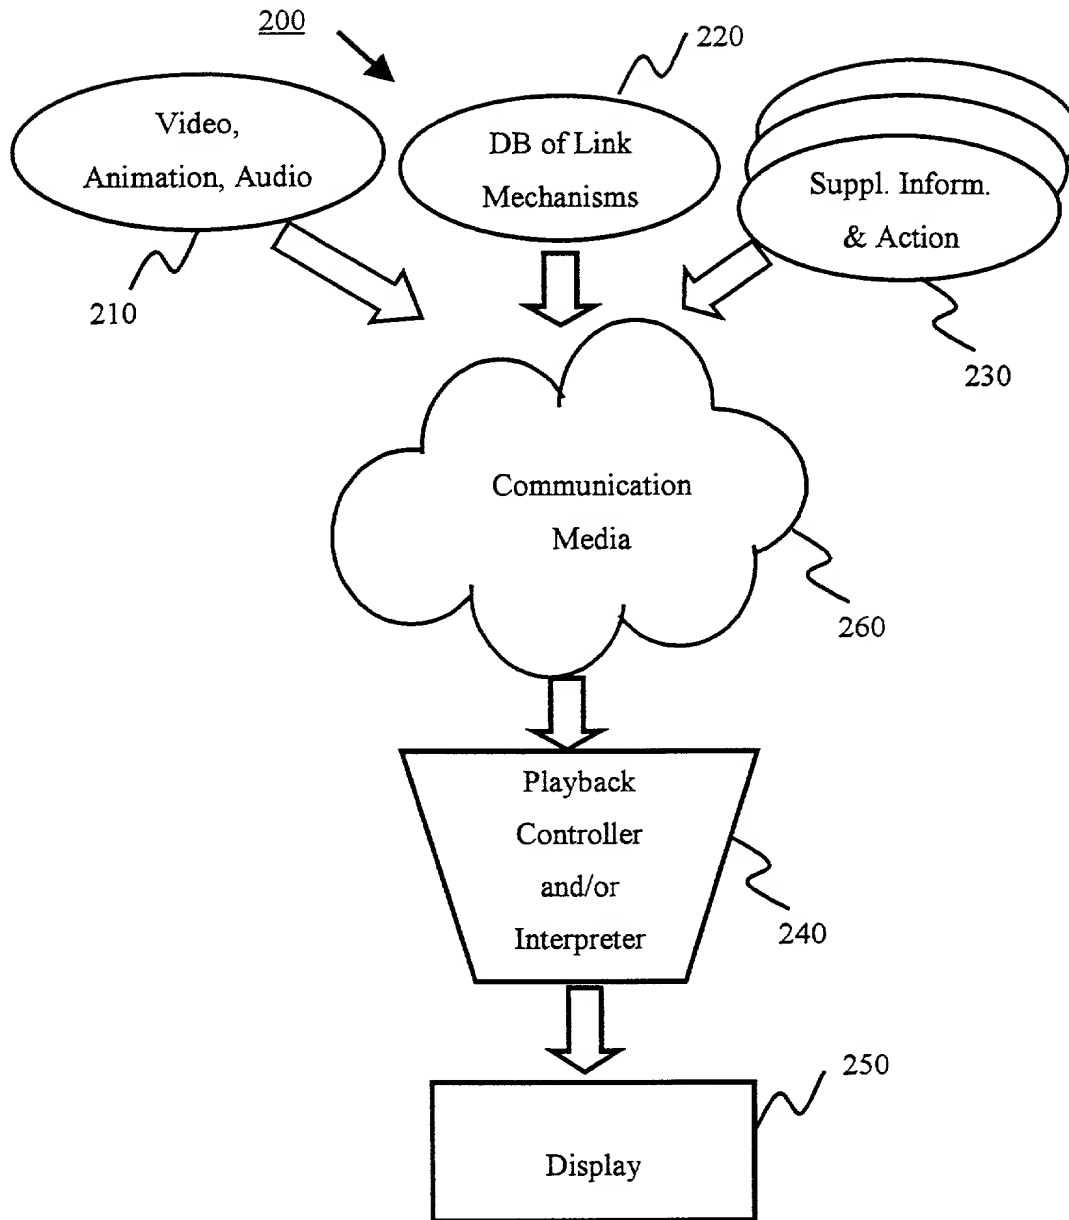 200
220
Video,
Animation, Audio
DB of Link
Mechanisms
Suppl. Inform.
& Action
210
230
Communication
Media
260
Playback
Controller
and/or
Interpreter
240
250
Display